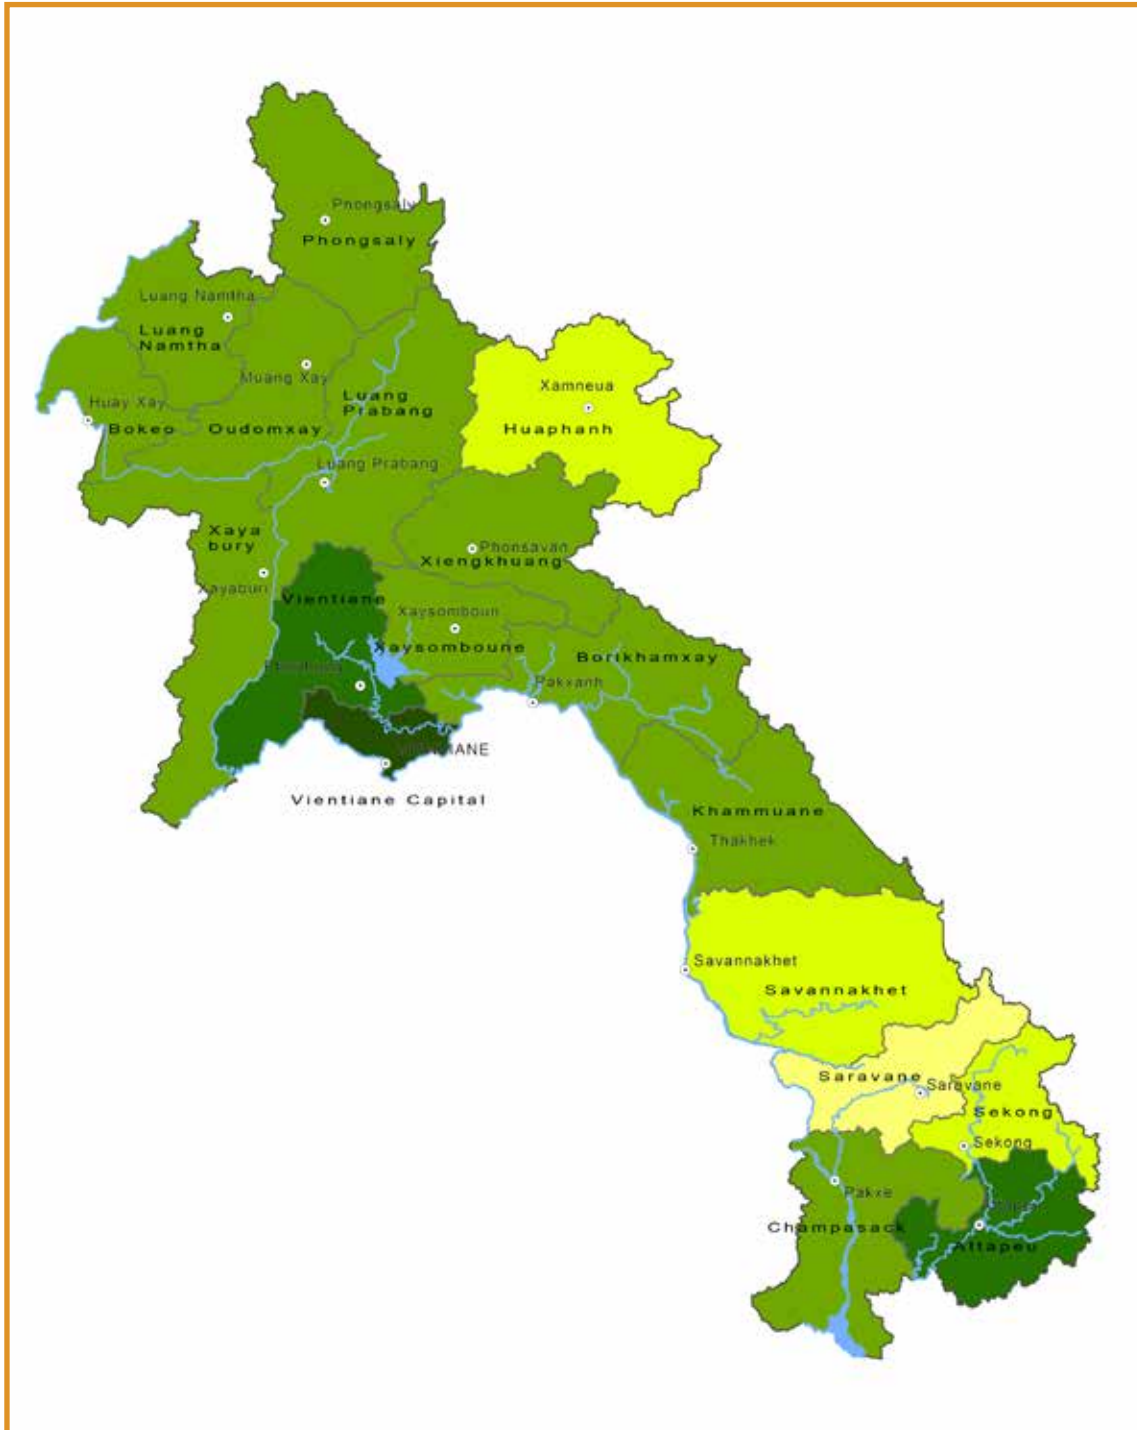 Phongsaly
Phongsaly
Luang Namtha
Luang
Namtha
Muang Xay
Huay Xay
Bokeo
Oudomxay
Luang
Prabang
Xamneua
Huaphanh
Luang Prabang
Xaya
bury
Phonsavan
Xiengkhuang
Xayaburi
Vientiane
Xaysomboun
Xaysomboune
Borikhamxay
Pakxanh
Vientiane Capital
Khammuane
Thakhek
Savannakhet
Savannakhet
Saravane
Saravane
Sekong
Sekong
Pakxe
Champasack
Attapeu